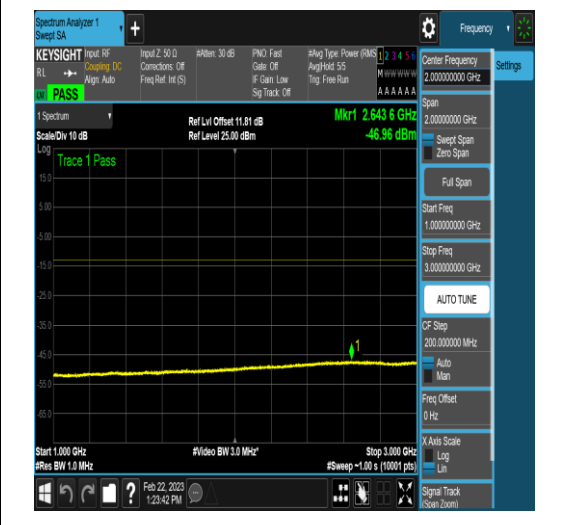 Spectrum Analyzer 1
Swept SA
Frequency
KEYSIGHT
RL
PASS
Input: RF
Coupling: DC
Align: Auto
Input Z: 50 Ω
Corrections: Off
Freq Ref: Int (S)
#Atten: 30 dB
PNO: Fast
Gate: Off
IF Gain: Low
Sig Track: Off
#Avg Type: Power (RMS
Avg|Hold: 5/5
Trig: Free Run
1 2 3 4 5 6
M w w w w w
A A A A A A
1 Spectrum
Scale/Div 10 dB
Ref Lvl Offset 11.81 dB
Ref Level 25.00 dBm
Mkr1 2.643 6 GHz
-46.96 dBm
Log
Trace 1 Pass
15.0
5.00
-5.00
-15.0
-25.0
-35.0
-45.0
-55.0
-65.0
1
Start 1.000 GHz
#Res BW 1.0 MHz
#Video BW 3.0 MHz*
Stop 3.000 GHz
#Sweep ~1.00 s (10001 pts)
Feb 22, 2023
1:23:42 PM
?
Center Frequency
2.000000000 GHz
Settings
Span
2.00000000 GHz
Swept Span
Zero Span
Full Span
Start Freq
1.000000000 GHz
Stop Freq
3.000000000 GHz
AUTO TUNE
CF Step
200.000000 MHz
Auto
Man
Freq Offset
0 Hz
X Axis Scale
Log
Lin
Signal Track
(Span Zoom)